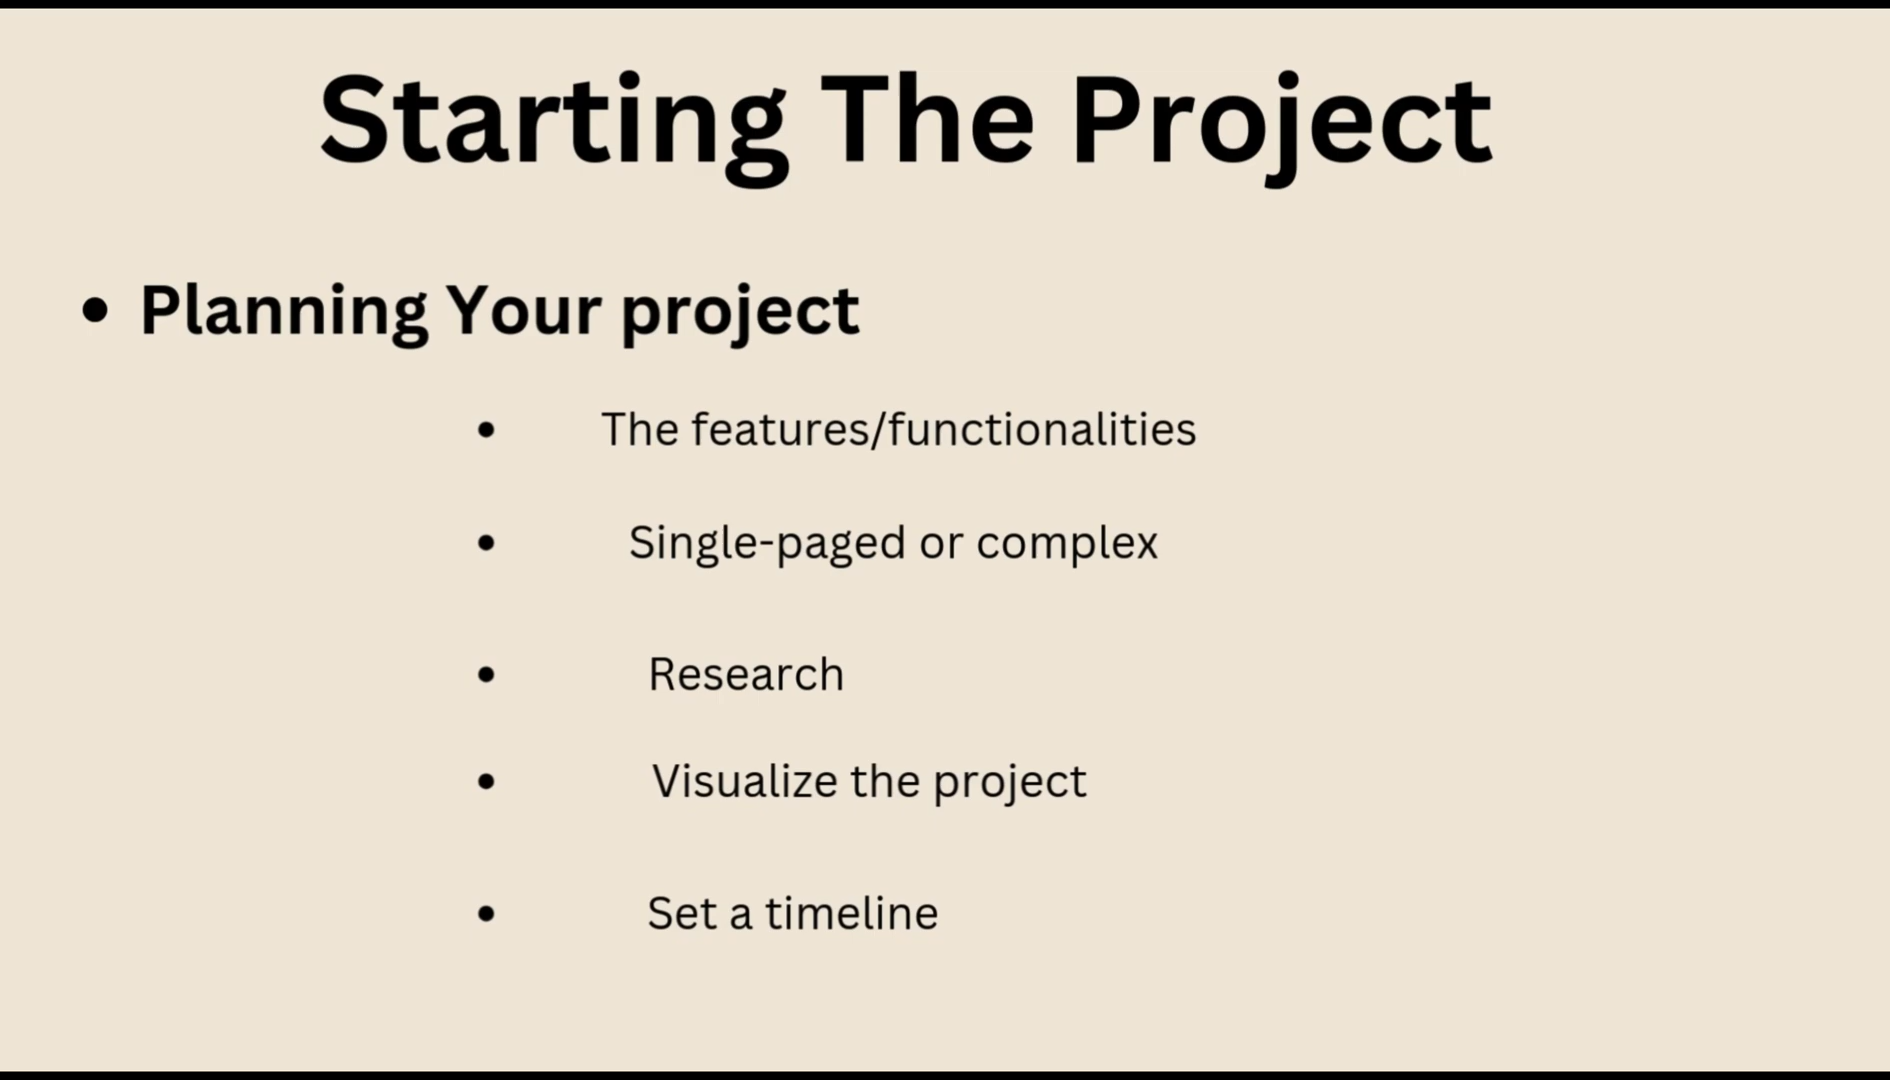 Starting The Project
• Planning Your project
• The features/functionalities
• Single-paged or complex
• Research
• Visualize the project
• Set a timeline